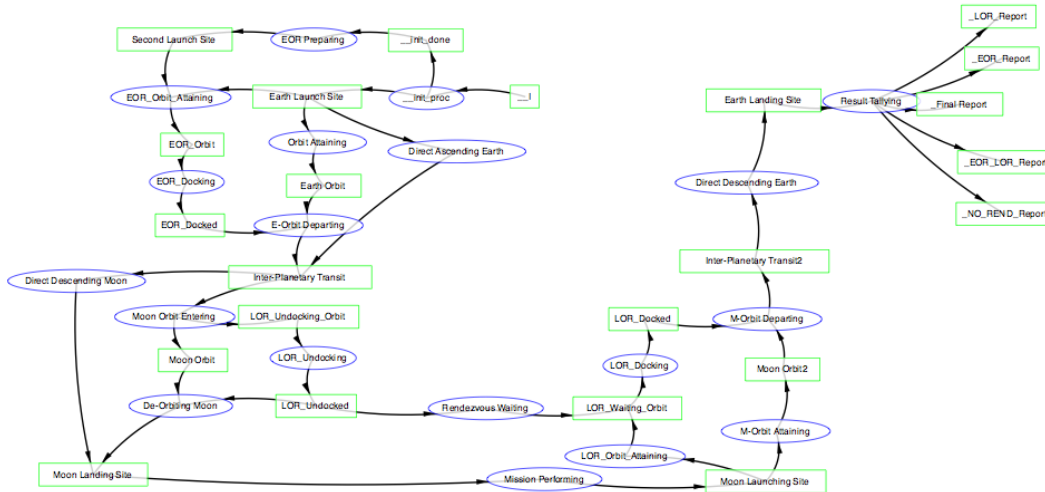 _LOR_Report
Second Launch Site
EOR Preparing
__Init_done
_EOR_Report
EOR_Orbit_Attaining
Earth Launch Site
__Init_proc
__I
Earth Landing Site
Result-Tallying
_Final-Report
EOR_Orbit
Orbit Attaining
Direct Ascending Earth
_EOR_LOR_Report
EOR_Docking
Earth Orbit
Direct Descending Earth
EOR_Docked
E-Orbit Departing
_NO_REND_Report
Direct Descending Moon
Inter-Planetary Transit
Inter-Planetary Transit2
Moon Orbit Entering
LOR_Undocking_Orbit
LOR_Docked
M-Orbit Departing
Moon Orbit
LOR_Undocking
LOR_Docking
Moon Orbit2
De-Orbiting Moon
LOR_Undocked
Rendezvous Waiting
LOR_Waiting_Orbit
M-Orbit Attaining
LOR_Orbit_Attaining
Moon Landing Site
Mission Performing
Moon Launching Site